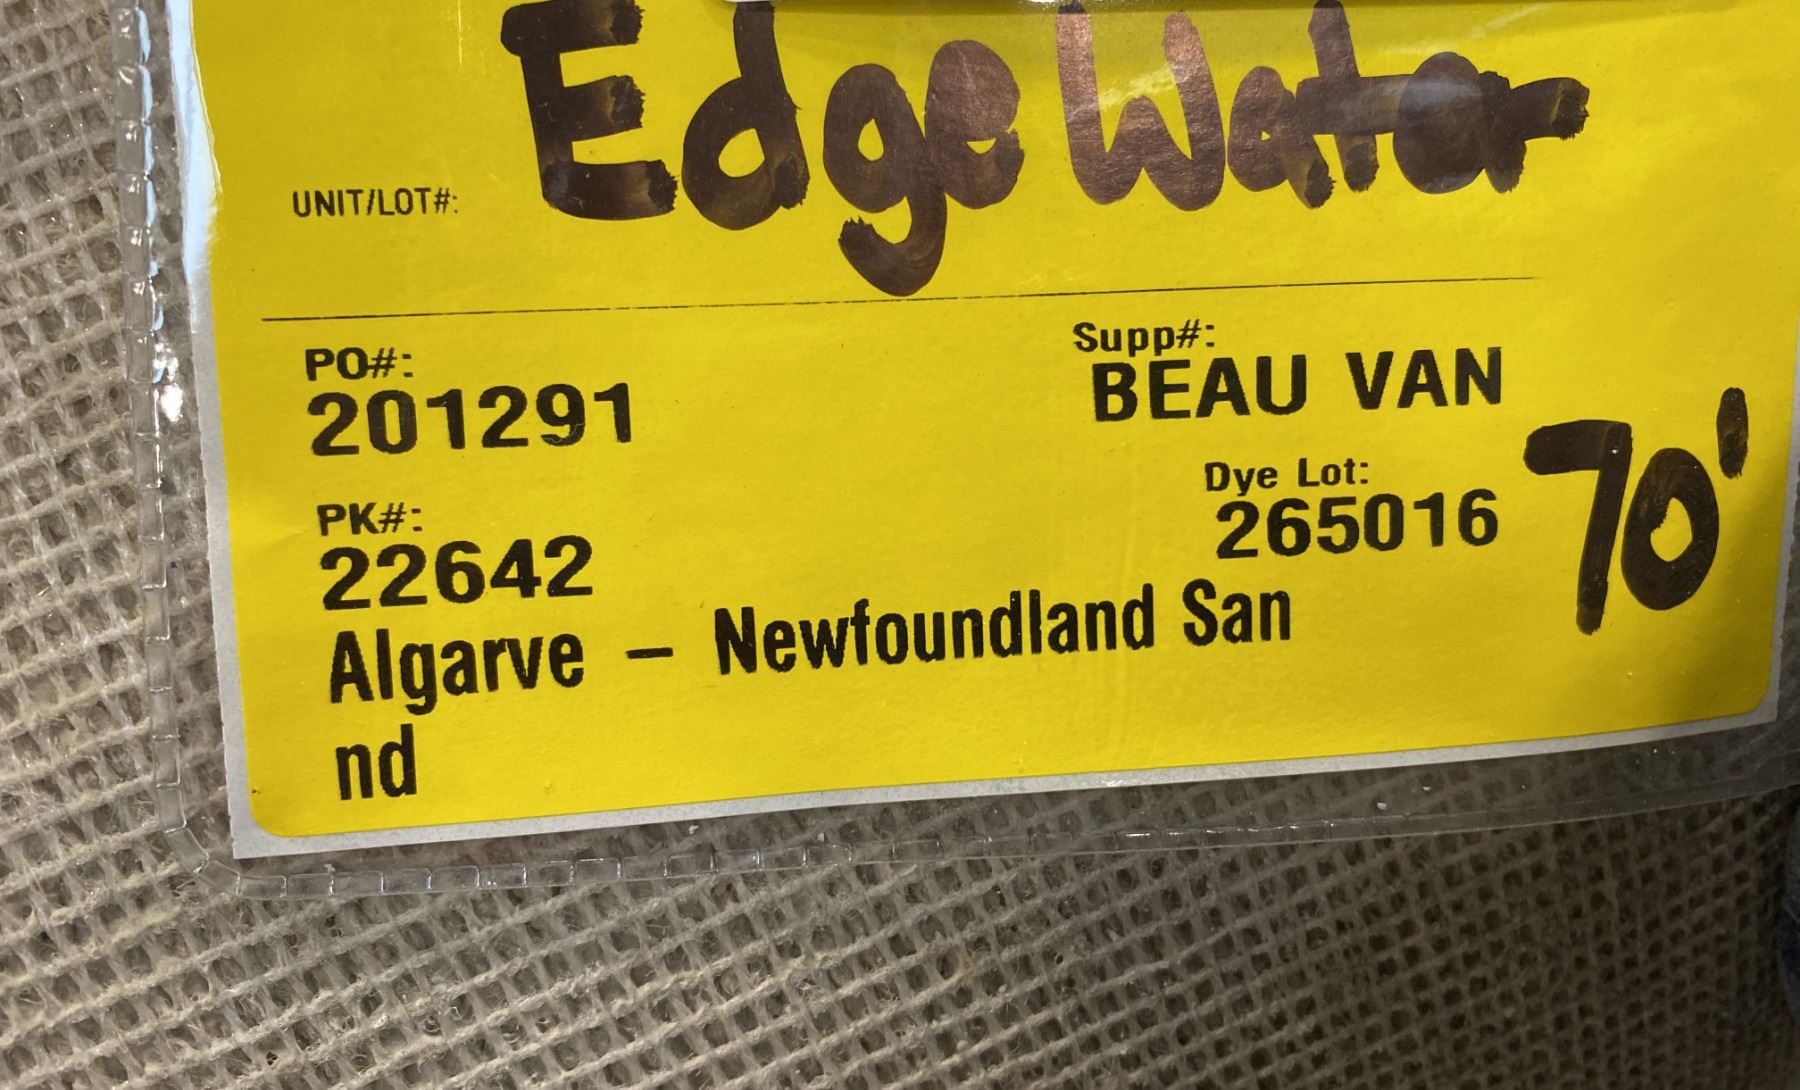 Edge Water
UNIT/LOT#:
PO#:
201291
Supp#:
BEAU VAN
PK#:
22642
Dye Lot:
265016
70'
Algarve – Newfoundland San
nd